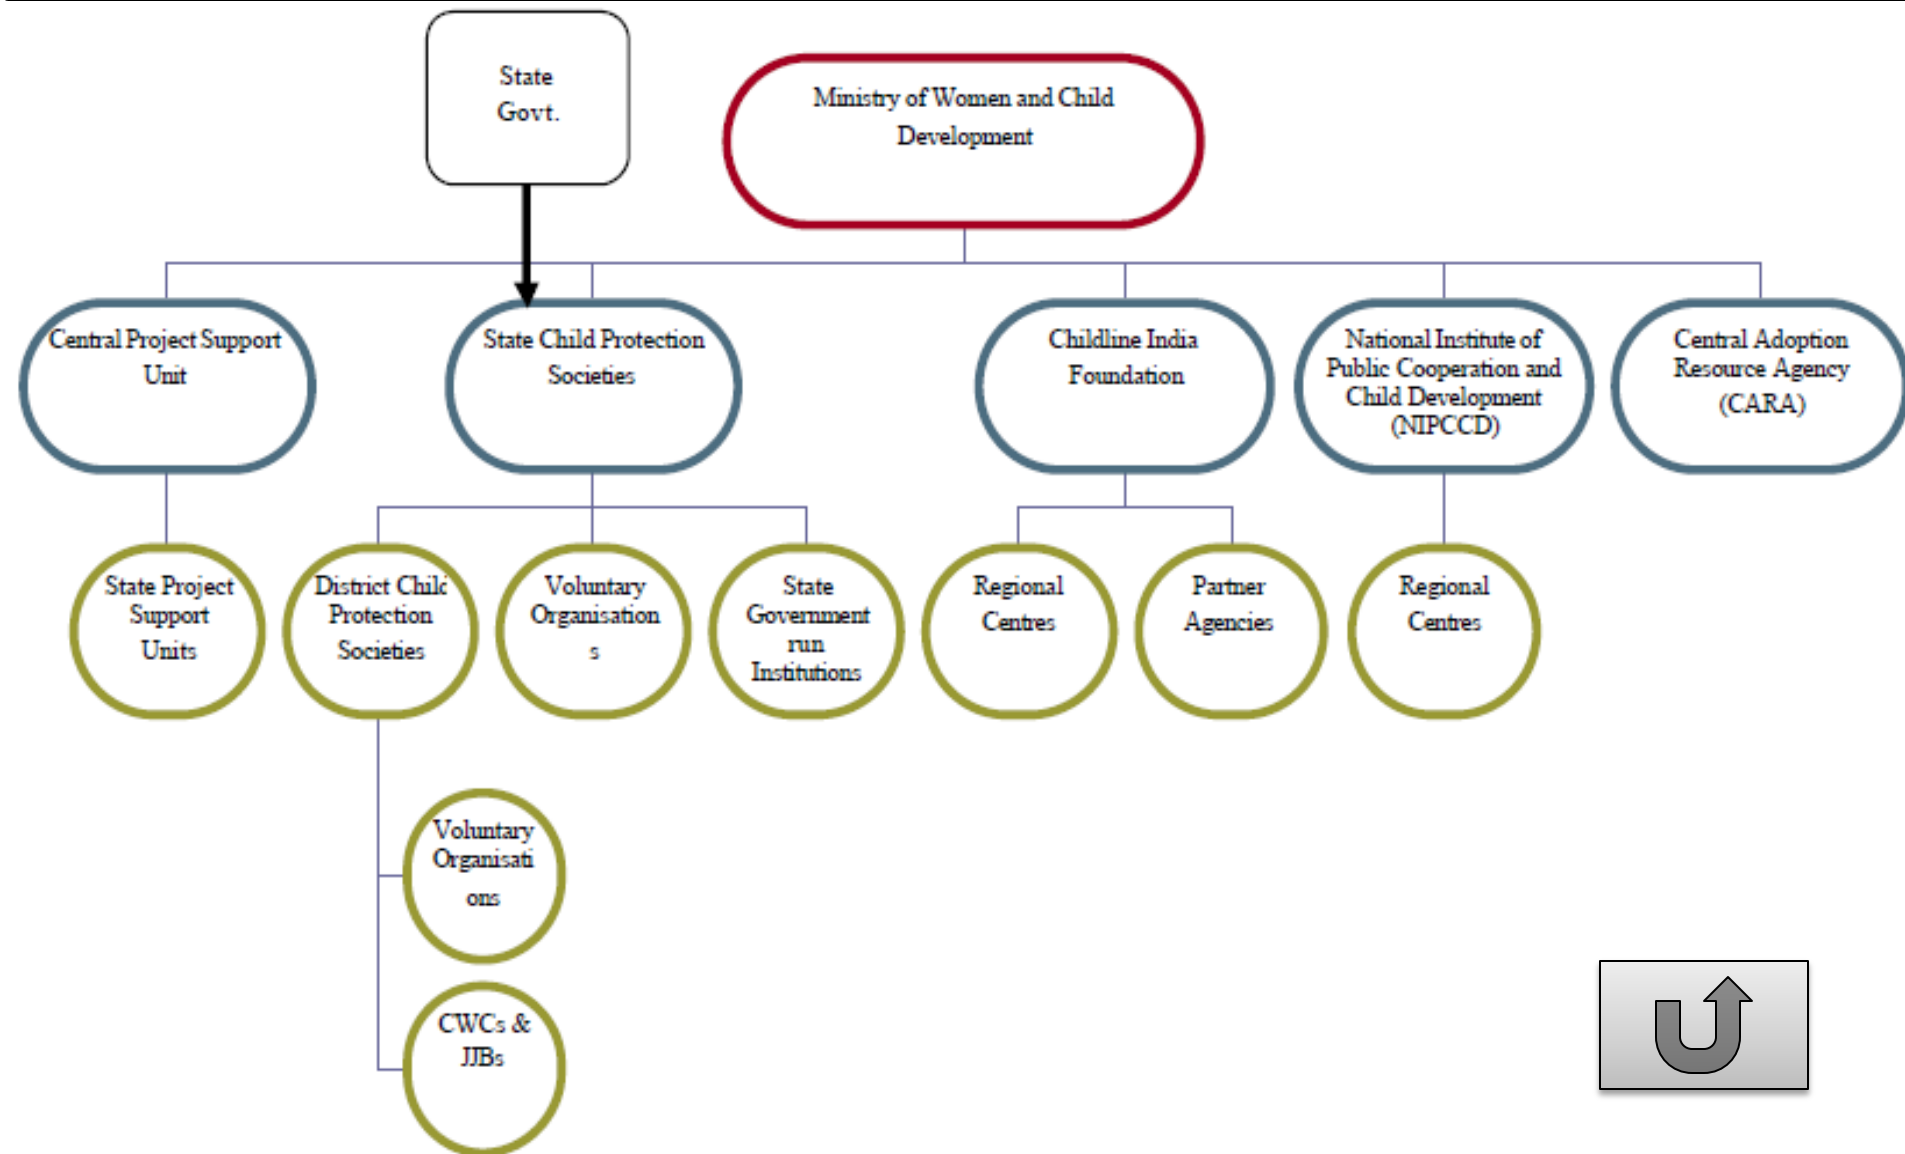 State
Govt.
Ministry of Women and Child
Development
Central Project Support
Unit
State Child Protection
Societies
Childline India
Foundation
National Institute of
Public Cooperation and
Child Development
(NIPCCD)
Central Adoption
Resource Agency
(CARA)
State Project
Support
Units
District Child
Protection
Societies
Voluntary
Organisation
s
State
Government
run
Institutions
Regional
Centres
Partner
Agencies
Regional
Centres
Voluntary
Organisati
ons
CWCs &
JJBs